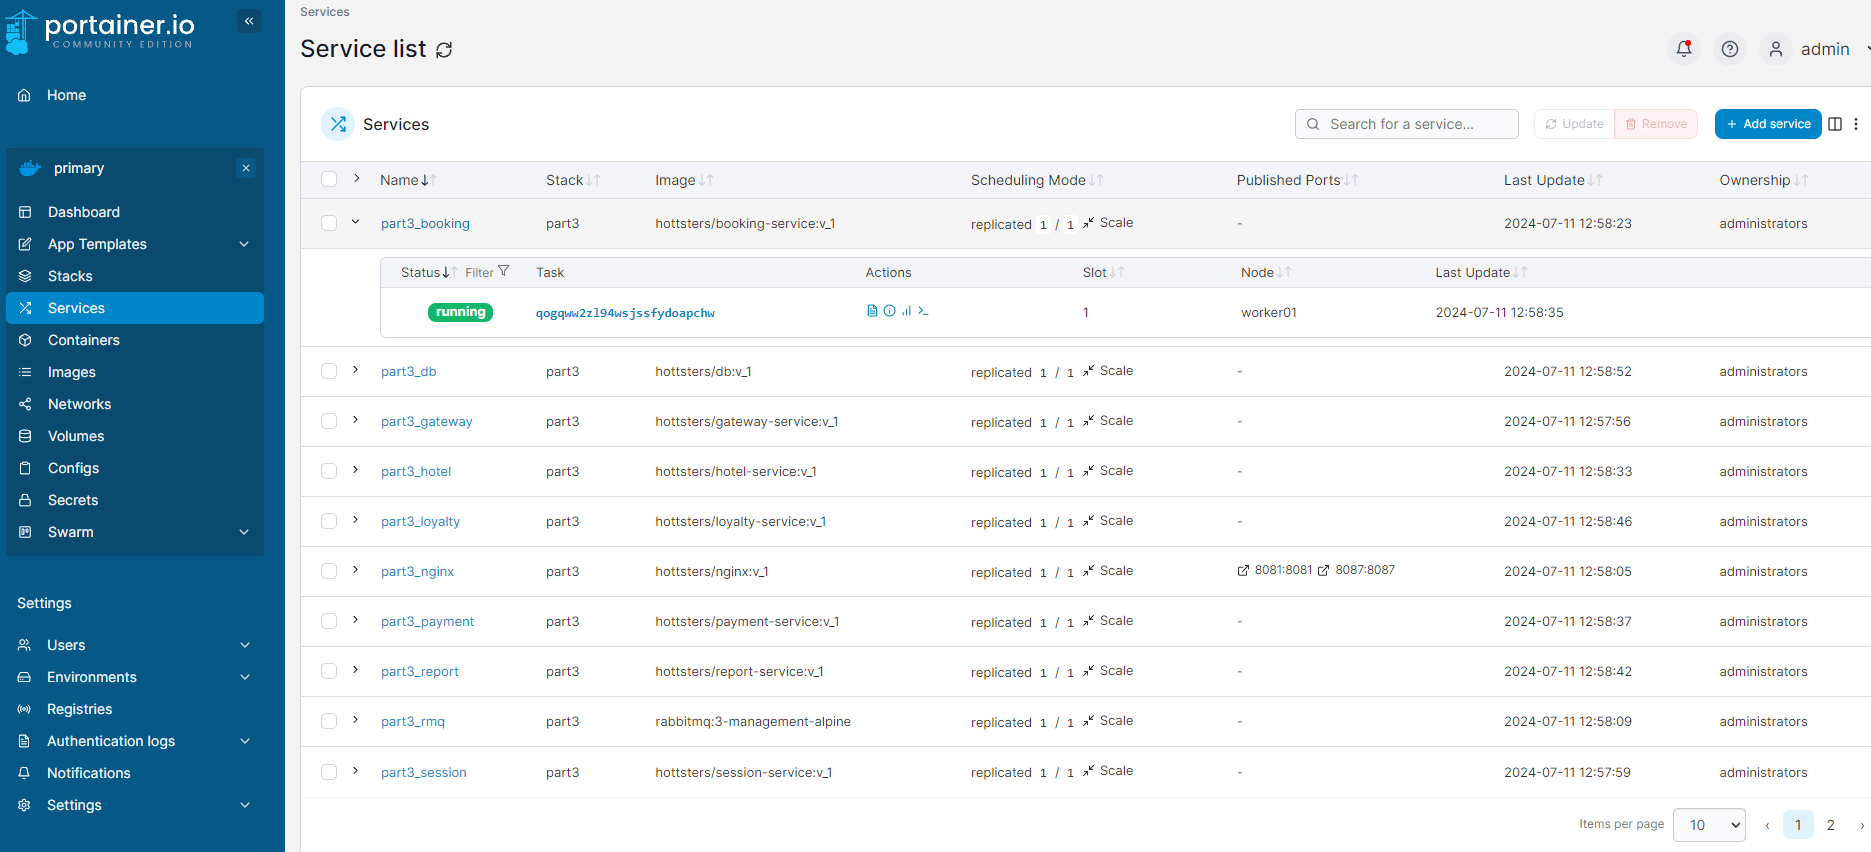 portainer.io
COMMUNITY EDITION
Home
primary
Dashboard
App Templates
Stacks
Services
Containers
Images
Networks
Volumes
Configs
Secrets
Swarm
Settings
Users
Environments
Registries
Authentication logs
Notifications
Settings
Services
Service list
admin
Services
Search for a service...
Update
Remove
+ Add service
Name Stack Image Scheduling Mode Published Ports Last Update Ownership
part3_booking part3 hottsters/booking-service:v_1 replicated 1 / 1 Scale - 2024-07-11 12:58:23 administrators
Status Filter Task Actions Slot Node Last Update
running qogqww2zl94wsjssfydoapchw 1 worker01 2024-07-11 12:58:35
part3_db part3 hottsters/db:v_1 replicated 1 / 1 Scale - 2024-07-11 12:58:52 administrators
part3_gateway part3 hottsters/gateway-service:v_1 replicated 1 / 1 Scale - 2024-07-11 12:57:56 administrators
part3_hotel part3 hottsters/hotel-service:v_1 replicated 1 / 1 Scale - 2024-07-11 12:58:33 administrators
part3_loyalty part3 hottsters/loyalty-service:v_1 replicated 1 / 1 Scale - 2024-07-11 12:58:46 administrators
part3_nginx part3 hottsters/nginx:v_1 replicated 1 / 1 Scale 8081:8081 8087:8087 2024-07-11 12:58:05 administrators
part3_payment part3 hottsters/payment-service:v_1 replicated 1 / 1 Scale - 2024-07-11 12:58:37 administrators
part3_report part3 hottsters/report-service:v_1 replicated 1 / 1 Scale - 2024-07-11 12:58:42 administrators
part3_rmq part3 rabbitmq:3-management-alpine replicated 1 / 1 Scale - 2024-07-11 12:58:09 administrators
part3_session part3 hottsters/session-service:v_1 replicated 1 / 1 Scale - 2024-07-11 12:57:59 administrators
Items per page 10 ‹ 1 2 ›